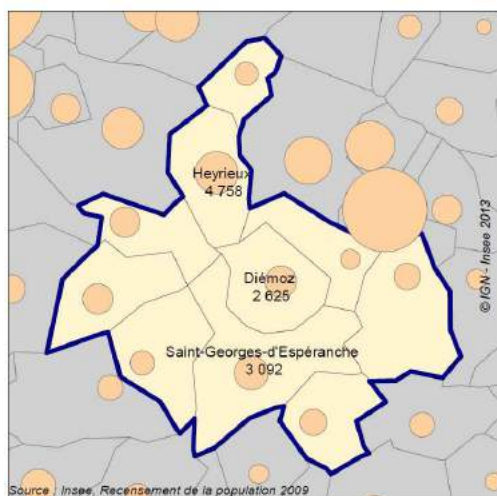 Heyrieux
4 758
Diémoz
2 625
Saint-Georges-d'Espéranche
3 092
© IGN - Insee 2013
Source : Insee, Recensement de la population 2009